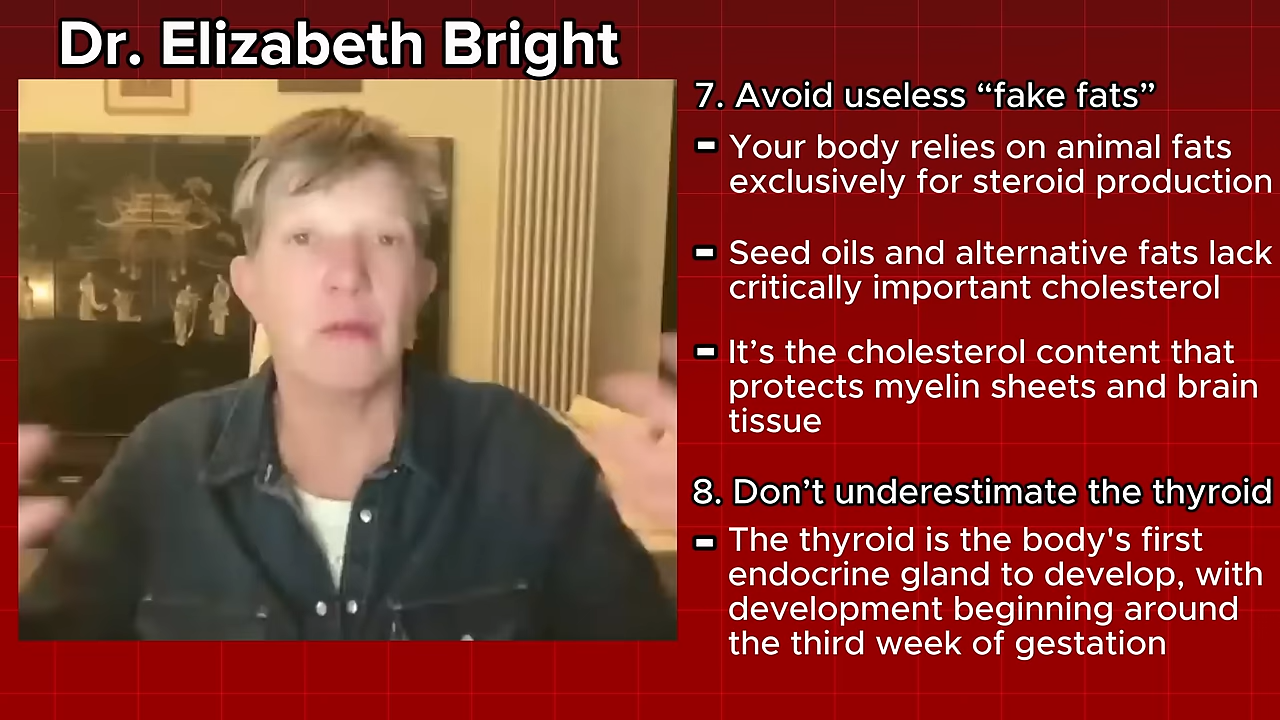 Dr. Elizabeth Bright
7. Avoid useless “fake fats”
- Your body relies on animal fats
exclusively for steroid production
- Seed oils and alternative fats lack
critically important cholesterol
- It’s the cholesterol content that
protects myelin sheets and brain
tissue
8. Don’t underestimate the thyroid
- The thyroid is the body's first
endocrine gland to develop, with
development beginning around
the third week of gestation